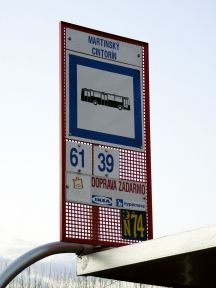 MARTINSKÝ
CINTORÍN
61 39
DOPRAVA ZADARMO
IKEA hypernova
N74